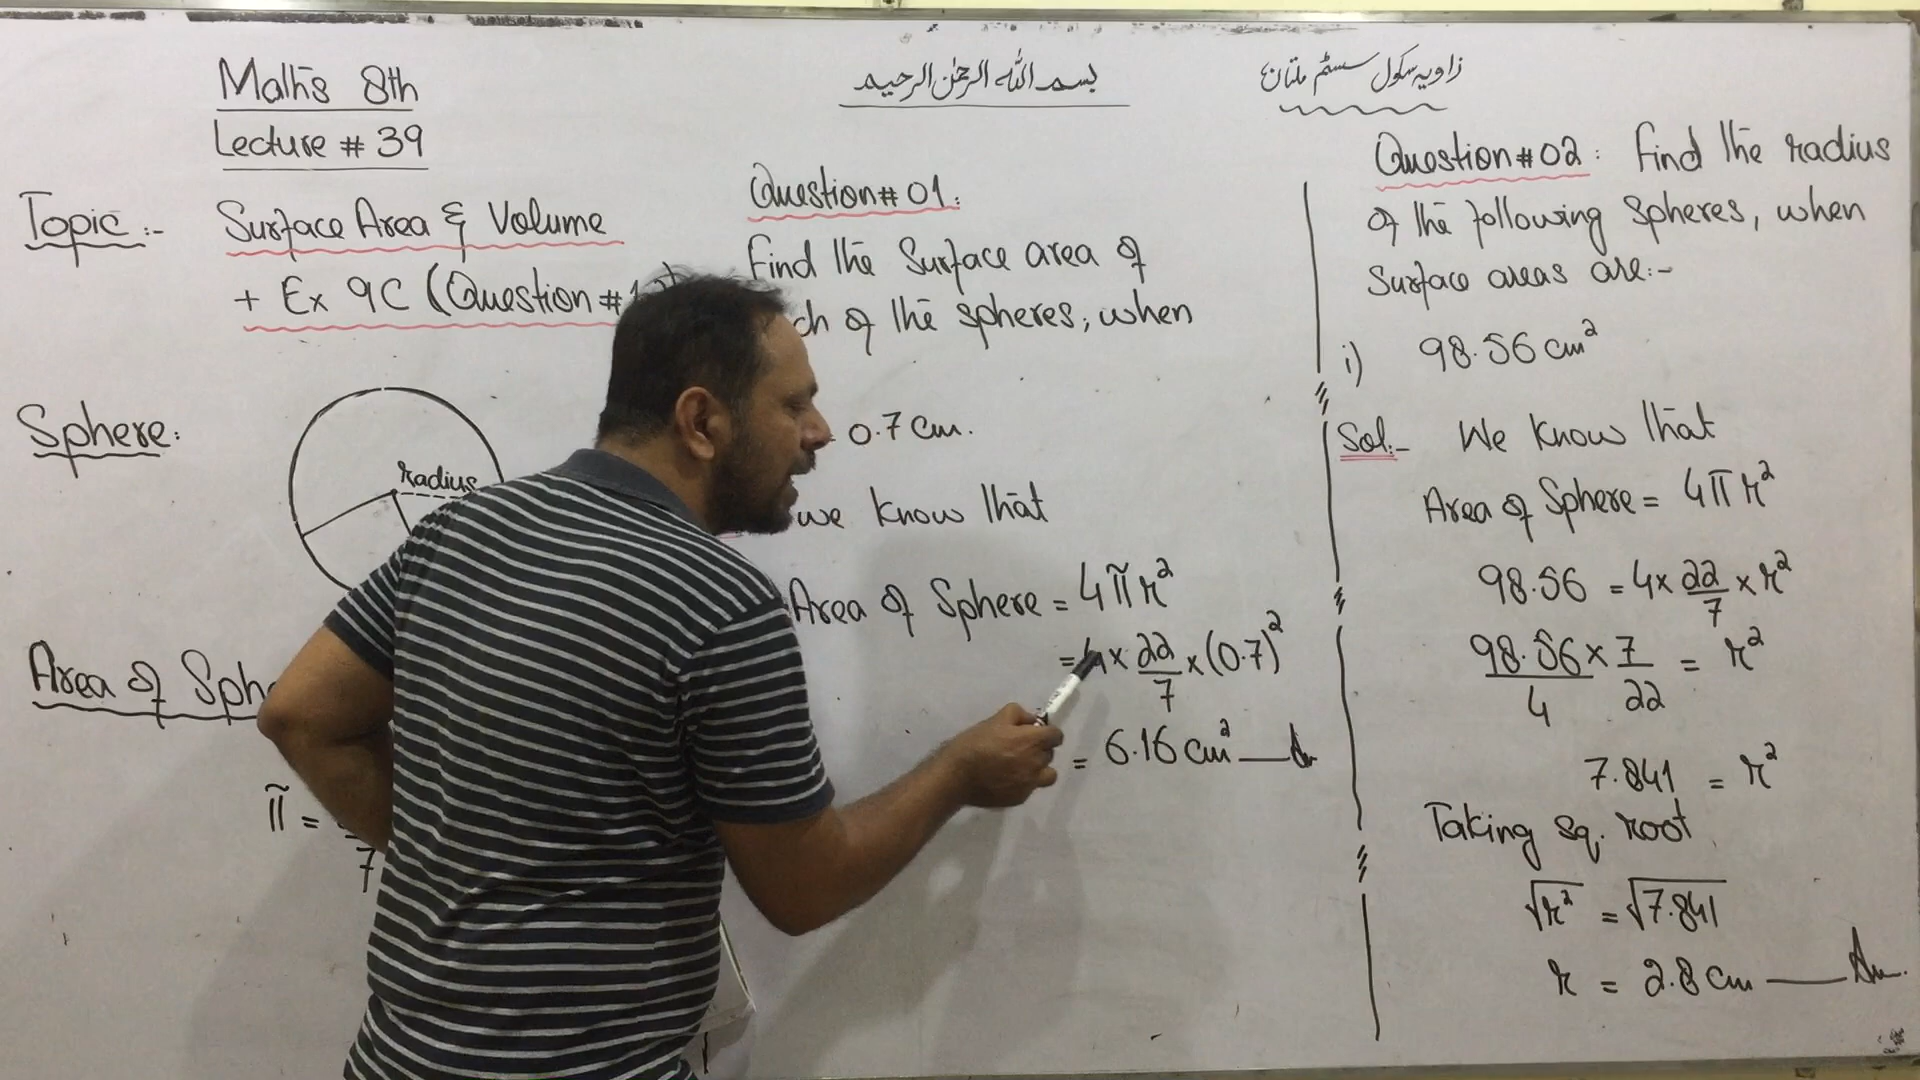 Maths 8th
Lecture # 39
بسم اللہ الرحمن الرحیم
زاویہ سکول سسٹم ملتان
Topic :- Surface Area & Volume
+ Ex 9C (Question #
Sphere:
radius
Area of Sph
π =
7
Question # 01:
Find the Surface area of
ch of the spheres, when
0.7 cm.
we know that
Area of Sphere = 4πr²
= 4 × 22/7 × (0.7)²
= 6.16 cm²
Question # 02 : Find the radius
of the following spheres, when
Surface areas are:-
i) 98.56 cm²
Sol:- We know that
Area of Sphere = 4πr²
98.56 = 4 × 22/7 × r²
98.56/4 × 7/22 = r²
7.841 = r²
Taking sq. root
√r² = √7.841
r = 2.8 cm